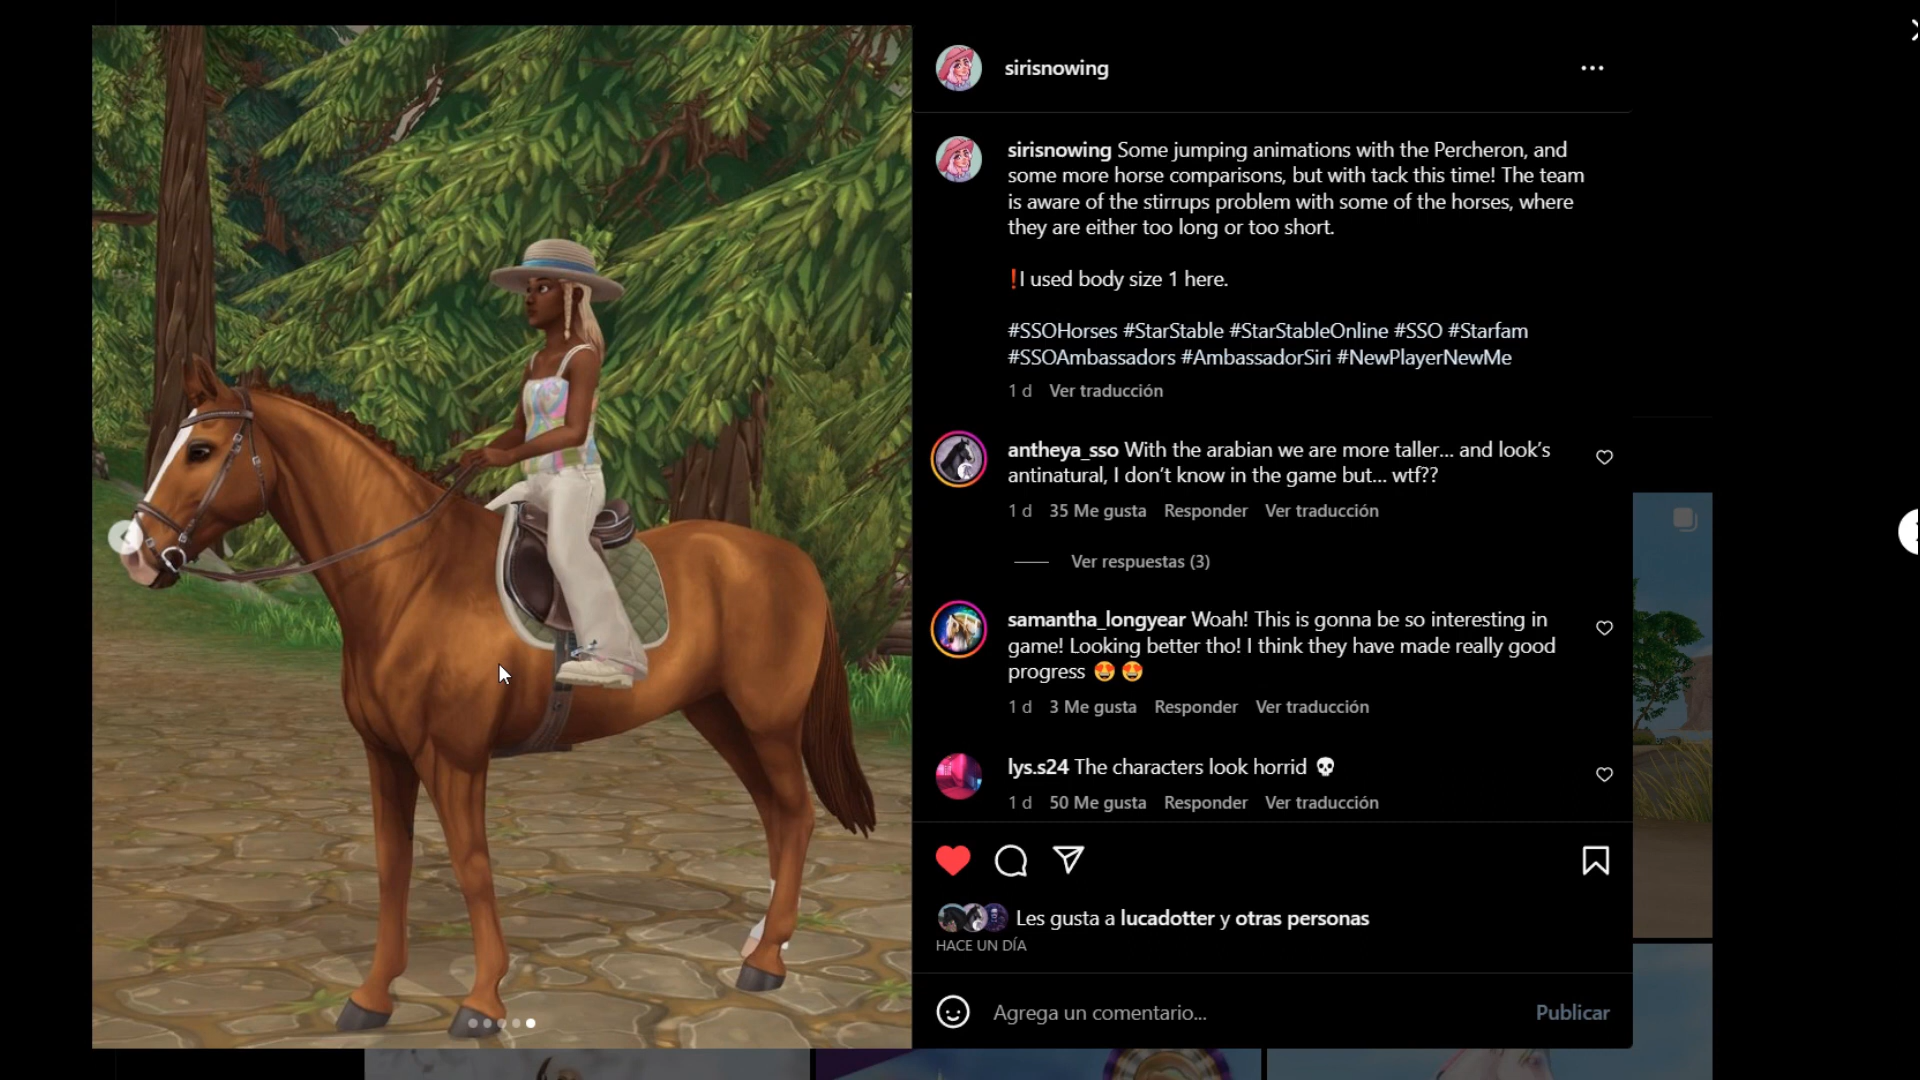 sirisnowing
sirisnowing Some jumping animations with the Percheron, and
some more horse comparisons, but with tack this time! The team
is aware of the stirrups problem with some of the horses, where
they are either too long or too short.
❗I used body size 1 here.
#SSOHorses #StarStable #StarStableOnline #SSO #Starfam
#SSOAmbassadors #AmbassadorSiri #NewPlayerNewMe
1 d Ver traducción
antheya_sso With the arabian we are more taller... and look's
antinatural, I don't know in the game but... wtf??
1 d 35 Me gusta Responder Ver traducción
Ver respuestas (3)
samantha_longyear Woah! This is gonna be so interesting in
game! Looking better tho! I think they have made really good
progress 😍 😍
1 d 3 Me gusta Responder Ver traducción
lys.s24 The characters look horrid 💀
1 d 50 Me gusta Responder Ver traducción
Les gusta a lucadotter y otras personas
HACE UN DÍA
Agrega un comentario... Publicar